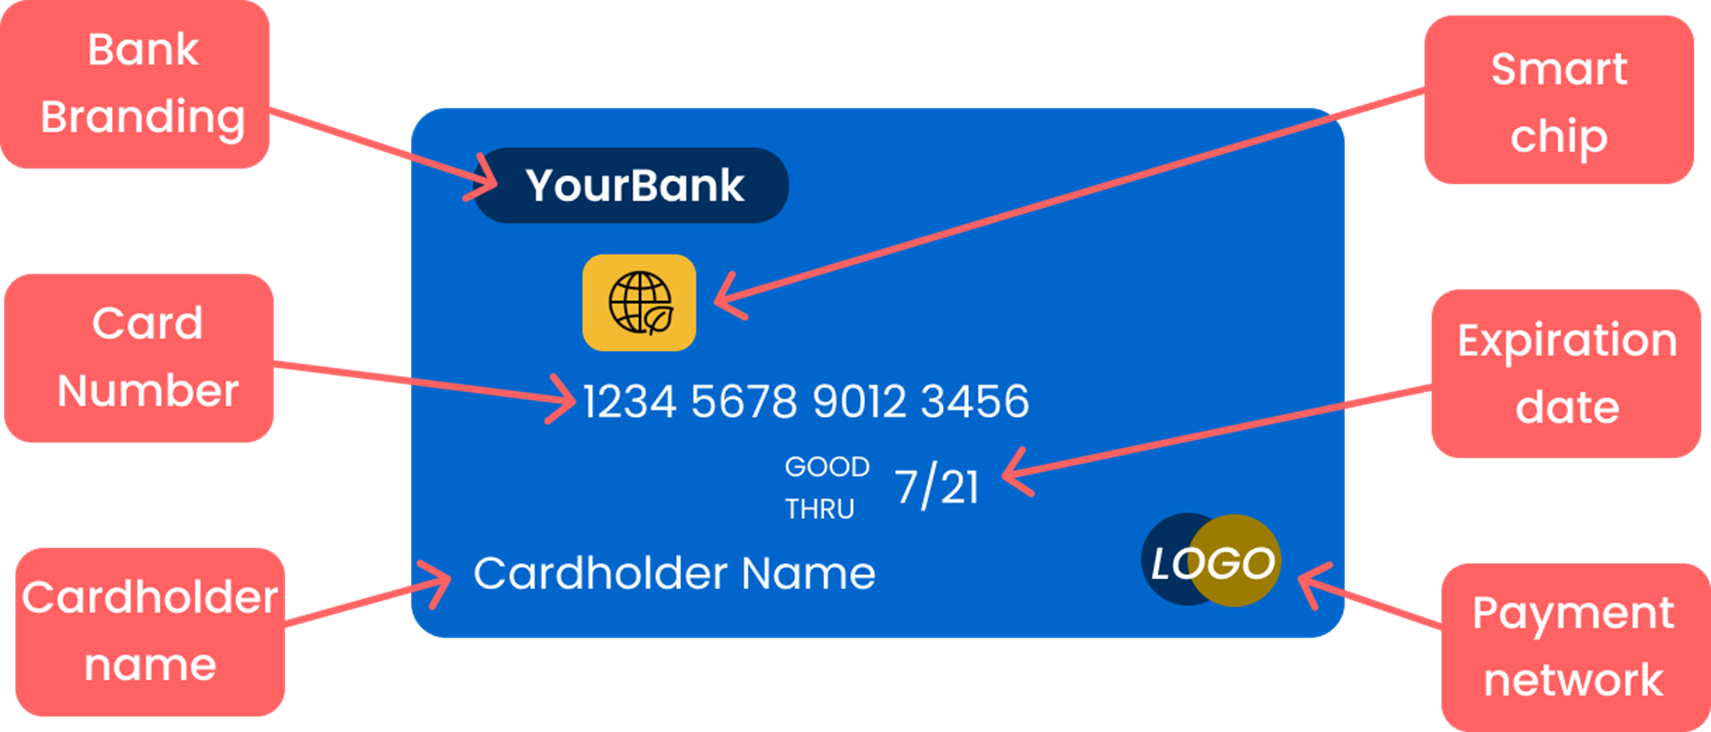 Bank
Branding
Smart
chip
YourBank
Card
Number
1234 5678 9012 3456
Expiration
date
GOOD
THRU
7/21
Cardholder
name
Cardholder Name
LOGO
Payment
network